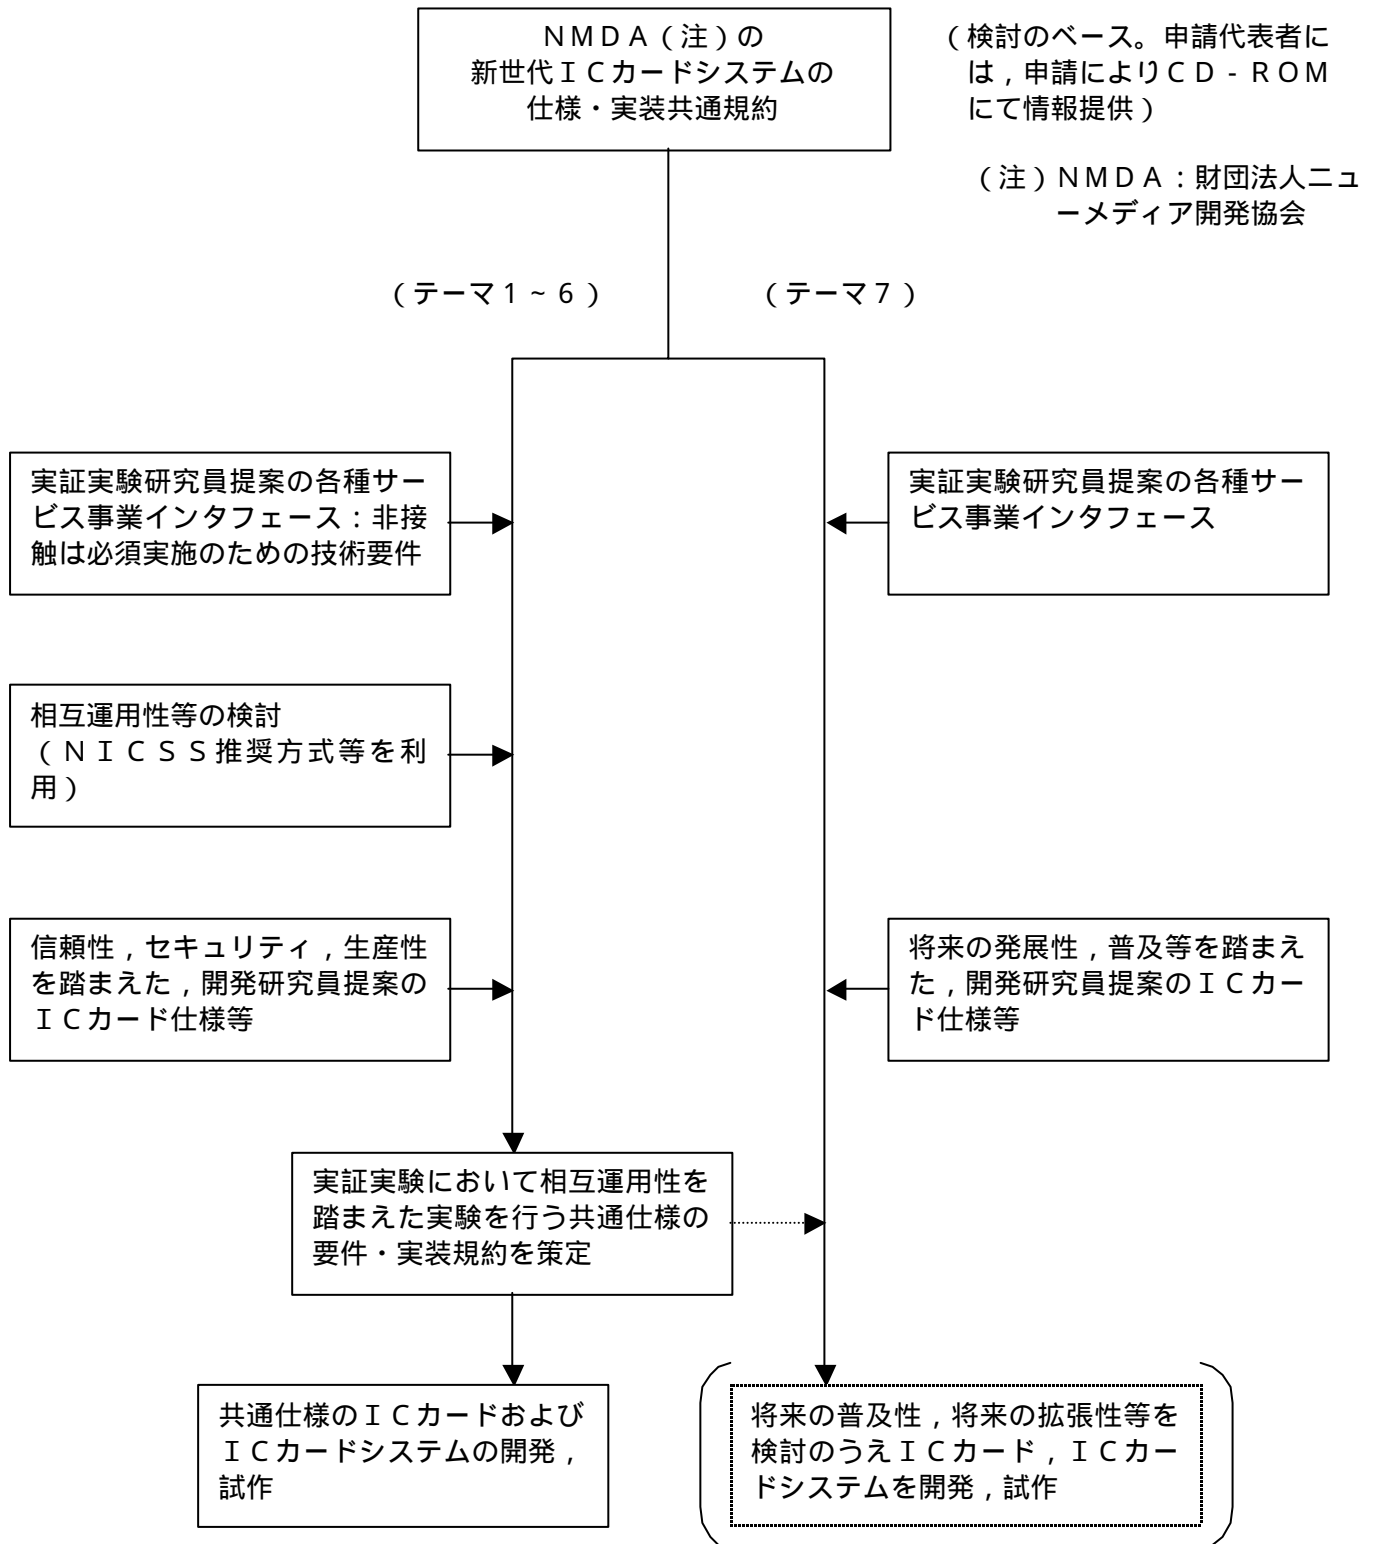 ＮＭＤＡ（注）の
新世代ＩＣカードシステムの
仕様・実装共通規約
（検討のベース。申請代表者に
は，申請によりＣＤ‐ＲＯＭ
にて情報提供）
（注）ＮＭＤＡ：財団法人ニュ
ーメディア開発協会
（テーマ１～６）
（テーマ７）
実証実験研究員提案の各種サー
ビス事業インタフェース：非接
触は必須実施のための技術要件
実証実験研究員提案の各種サー
ビス事業インタフェース
相互運用性等の検討
（ＮＩＣＳＳ推奨方式等を利
用）
信頼性，セキュリティ，生産性
を踏まえた，開発研究員提案の
ＩＣカード仕様等
将来の発展性，普及等を踏まえ
た，開発研究員提案のＩＣカー
ド仕様等
実証実験において相互運用性を
踏まえた実験を行う共通仕様の
要件・実装規約を策定
共通仕様のＩＣカードおよび
ＩＣカードシステムの開発，
試作
将来の普及性，将来の拡張性等を
検討のうえＩＣカード，ＩＣカー
ドシステムを開発，試作